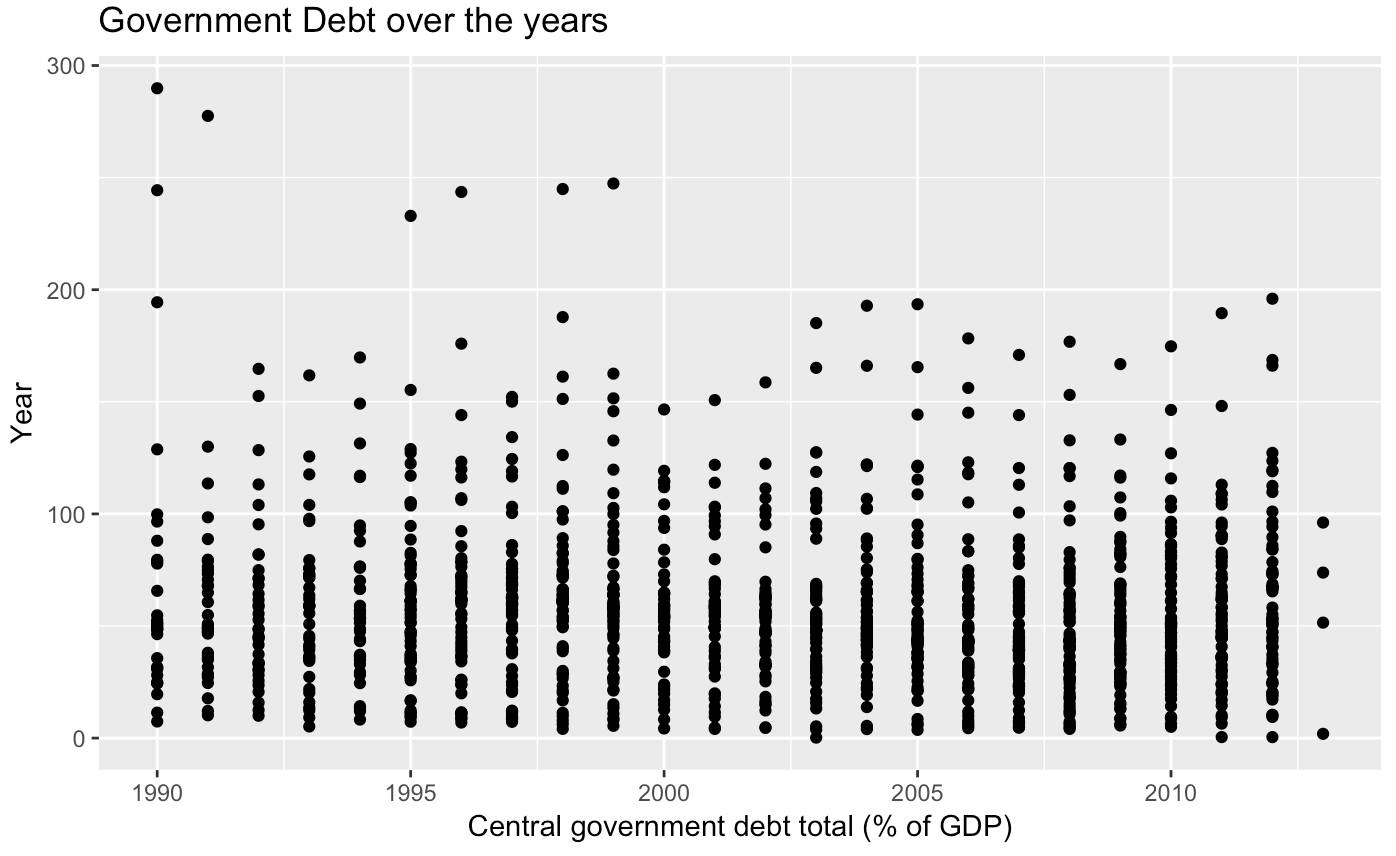 Government Debt over the years
300
200
100
0
Year
1990 1995 2000 2005 2010
Central government debt total (% of GDP)